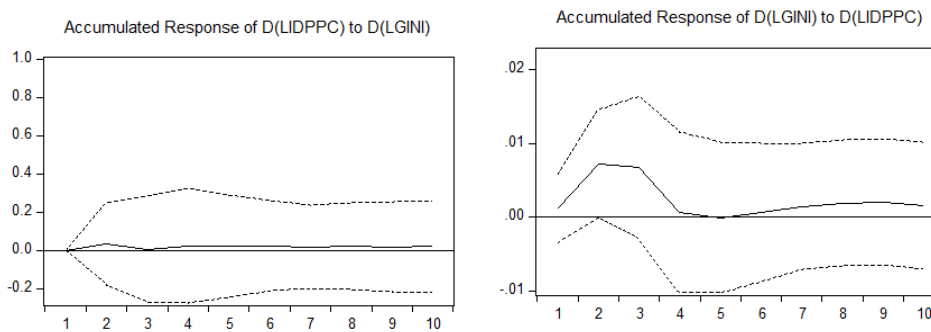 Accumulated Response of D(LIDPPC) to D(LGINI)
1.0
0.8
0.6
0.4
0.2
0.0
-0.2
1 2 3 4 5 6 7 8 9 10
Accumulated Response of D(LGINI) to D(LIDPPC)
.02
.01
.00
-.01
1 2 3 4 5 6 7 8 9 10